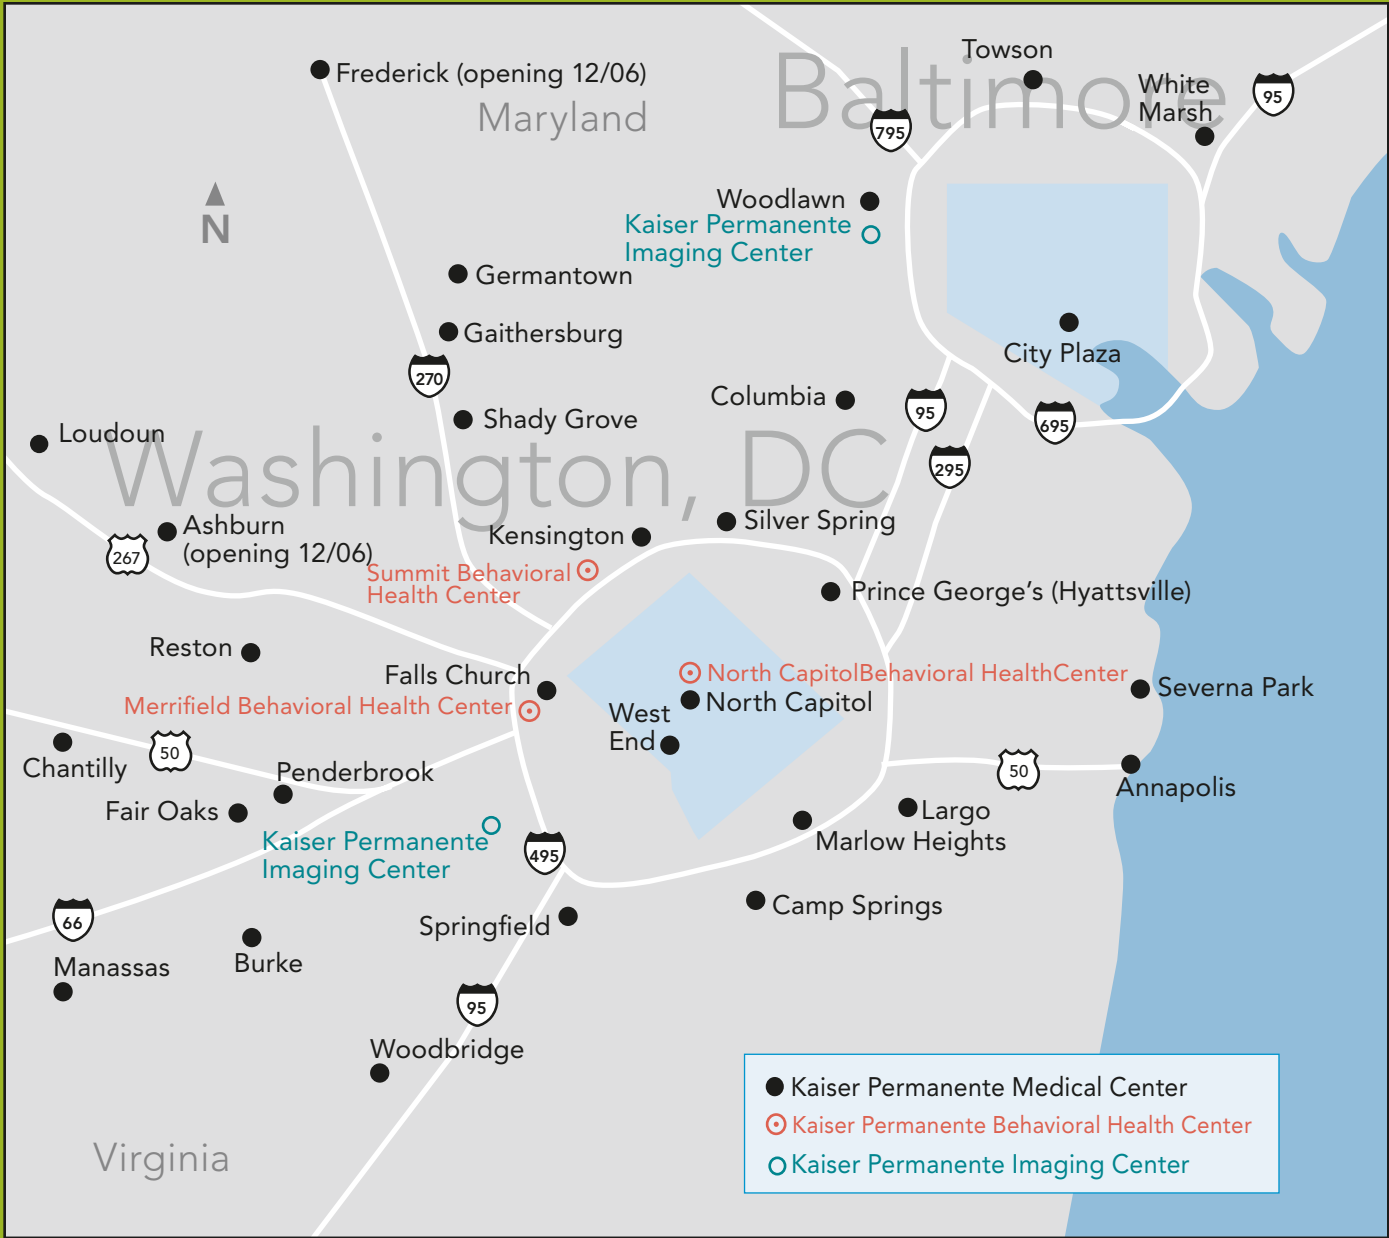 Towson
Baltimore
Frederick (opening 12/06)
White
Marsh
95
Maryland
795
N
Woodlawn
Kaiser Permanente
Imaging Center
Germantown
Gaithersburg
City Plaza
270
Columbia
95
695
Shady Grove
Loudoun
Washington, DC
295
Silver Spring
Ashburn
(opening 12/06)
Kensington
267
Summit Behavioral
Health Center
Prince George's (Hyattsville)
Reston
Falls Church
North CapitolBehavioral HealthCenter
Severna Park
Merrifield Behavioral Health Center
North Capitol
West
End
50
Chantilly
Penderbrook
50
Annapolis
Fair Oaks
Largo
Kaiser Permanente
Imaging Center
Marlow Heights
495
66
Camp Springs
Springfield
Burke
Manassas
95
Woodbridge
Kaiser Permanente Medical Center
Kaiser Permanente Behavioral Health Center
Kaiser Permanente Imaging Center
Virginia